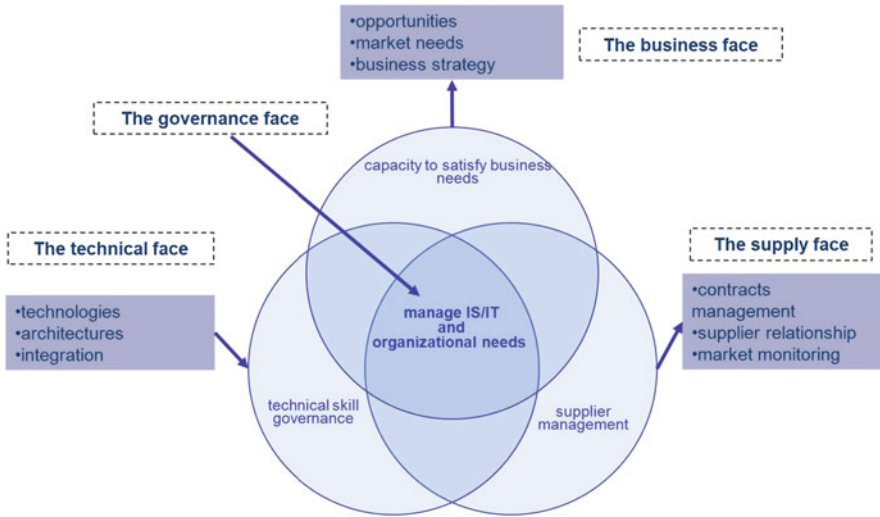 •opportunities
•market needs
•business strategy
The business face
The governance face
capacity to satisfy business
needs
The technical face
The supply face
•technologies
•architectures
•integration
manage IS/IT
and
organizational needs
•contracts
management
•supplier relationship
•market monitoring
technical skill
governance
supplier
management